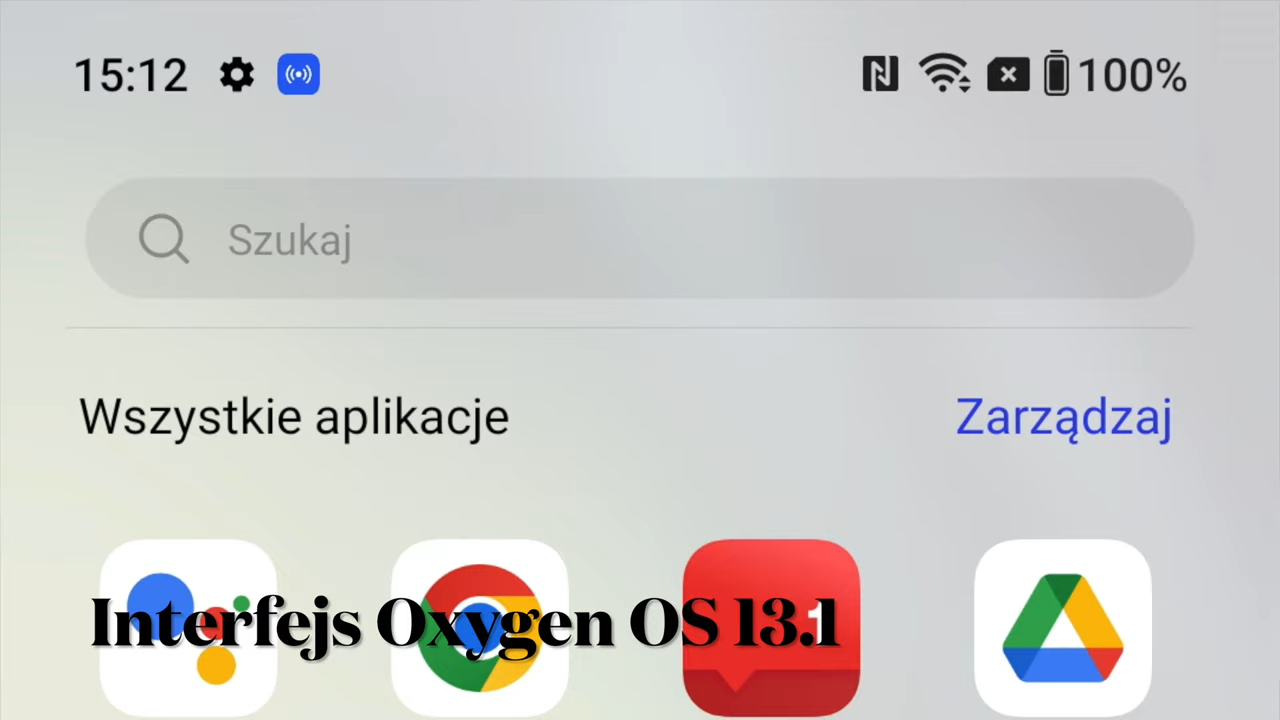 15:12 100%
Szukaj
Wszystkie aplikacje Zarządzaj
Interfejs Oxygen OS 13.1